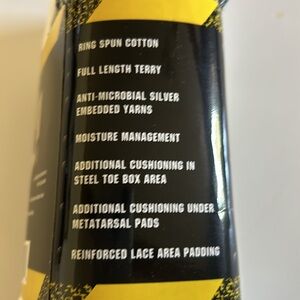 RING SPUN COTTON
FULL LENGTH TERRY
ANTI-MICROBIAL SILVER
EMBEDDED YARNS
MOISTURE MANAGEMENT
ADDITIONAL CUSHIONING IN
STEEL TOE BOX AREA
ADDITIONAL CUSHIONING UNDER
METATARSAL PADS
REINFORCED LACE AREA PADDING